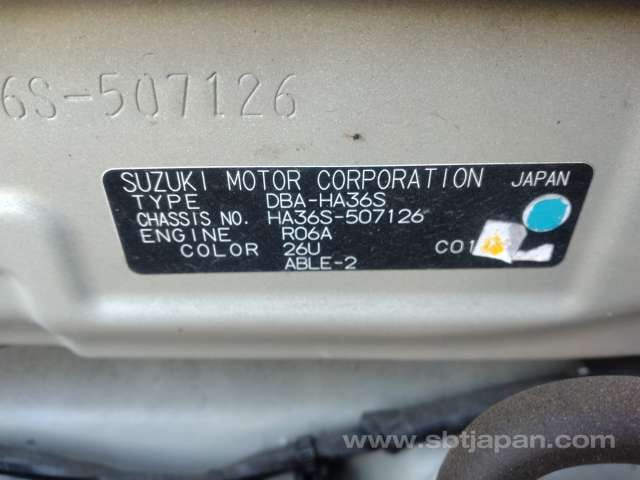 6S-507126
SUZUKI MOTOR CORPORATION JAPAN
TYPE DBA-HA36S
CHASSIS NO. HA36S-507126
ENGINE R06A
COLOR 26U C01
ABLE-2
www.sbtjapan.com